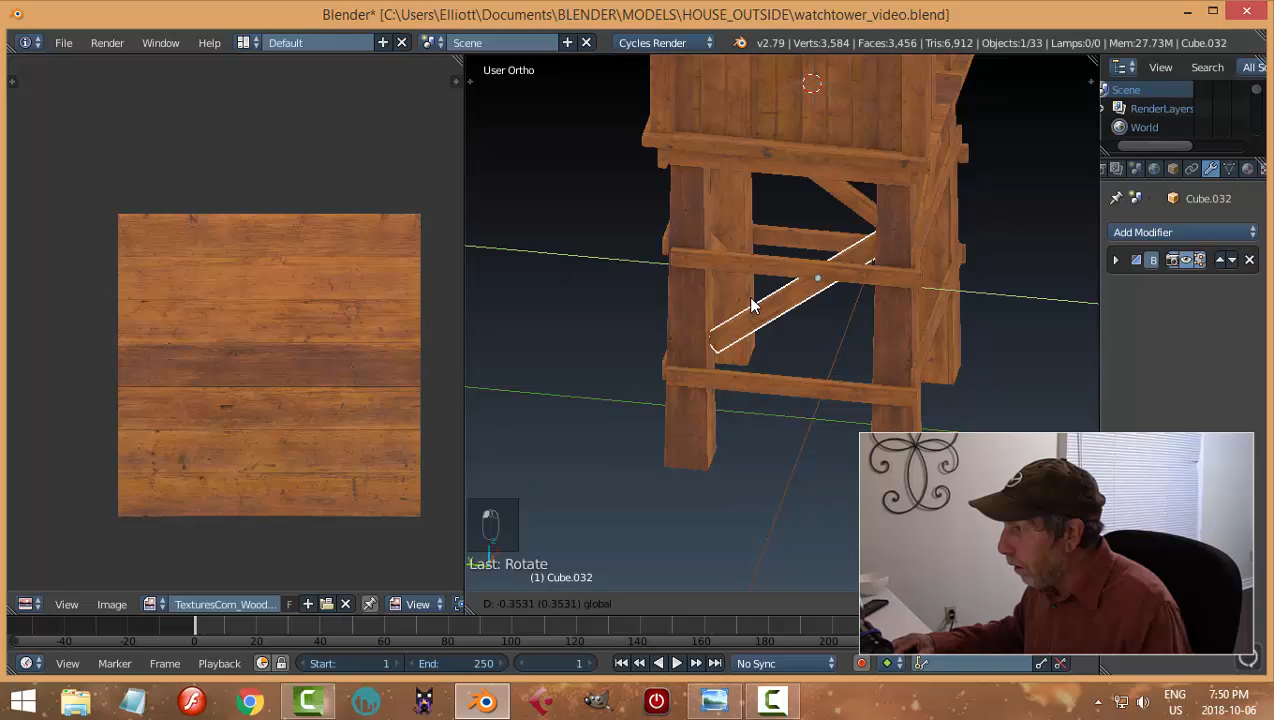 Blender* [C:\Users\Elliott\Documents\BLENDER\MODELS\HOUSE_OUTSIDE\watchtower_video.blend]
File Render Window Help Default Scene Cycles Render v2.79 | Verts:3,584 | Faces:3,456 | Tris:6,912 | Objects:1/33 | Lamps:0/0 | Mem:27.73M | Cube.032
User Ortho
View Search All S
Scene
RenderLayers
World
Cube.032
Add Modifier
B
Last: Rotate
(1) Cube.032
D: -0.3531 (0.3531) global
View Image TexturesCom_Wood... F View
-40 -20 0 20 40 60 80 100 120 140 160 180 200
View Marker Frame Playback Start: 1 End: 250 1 No Sync
ENG 7:50 PM
US 2018-10-06